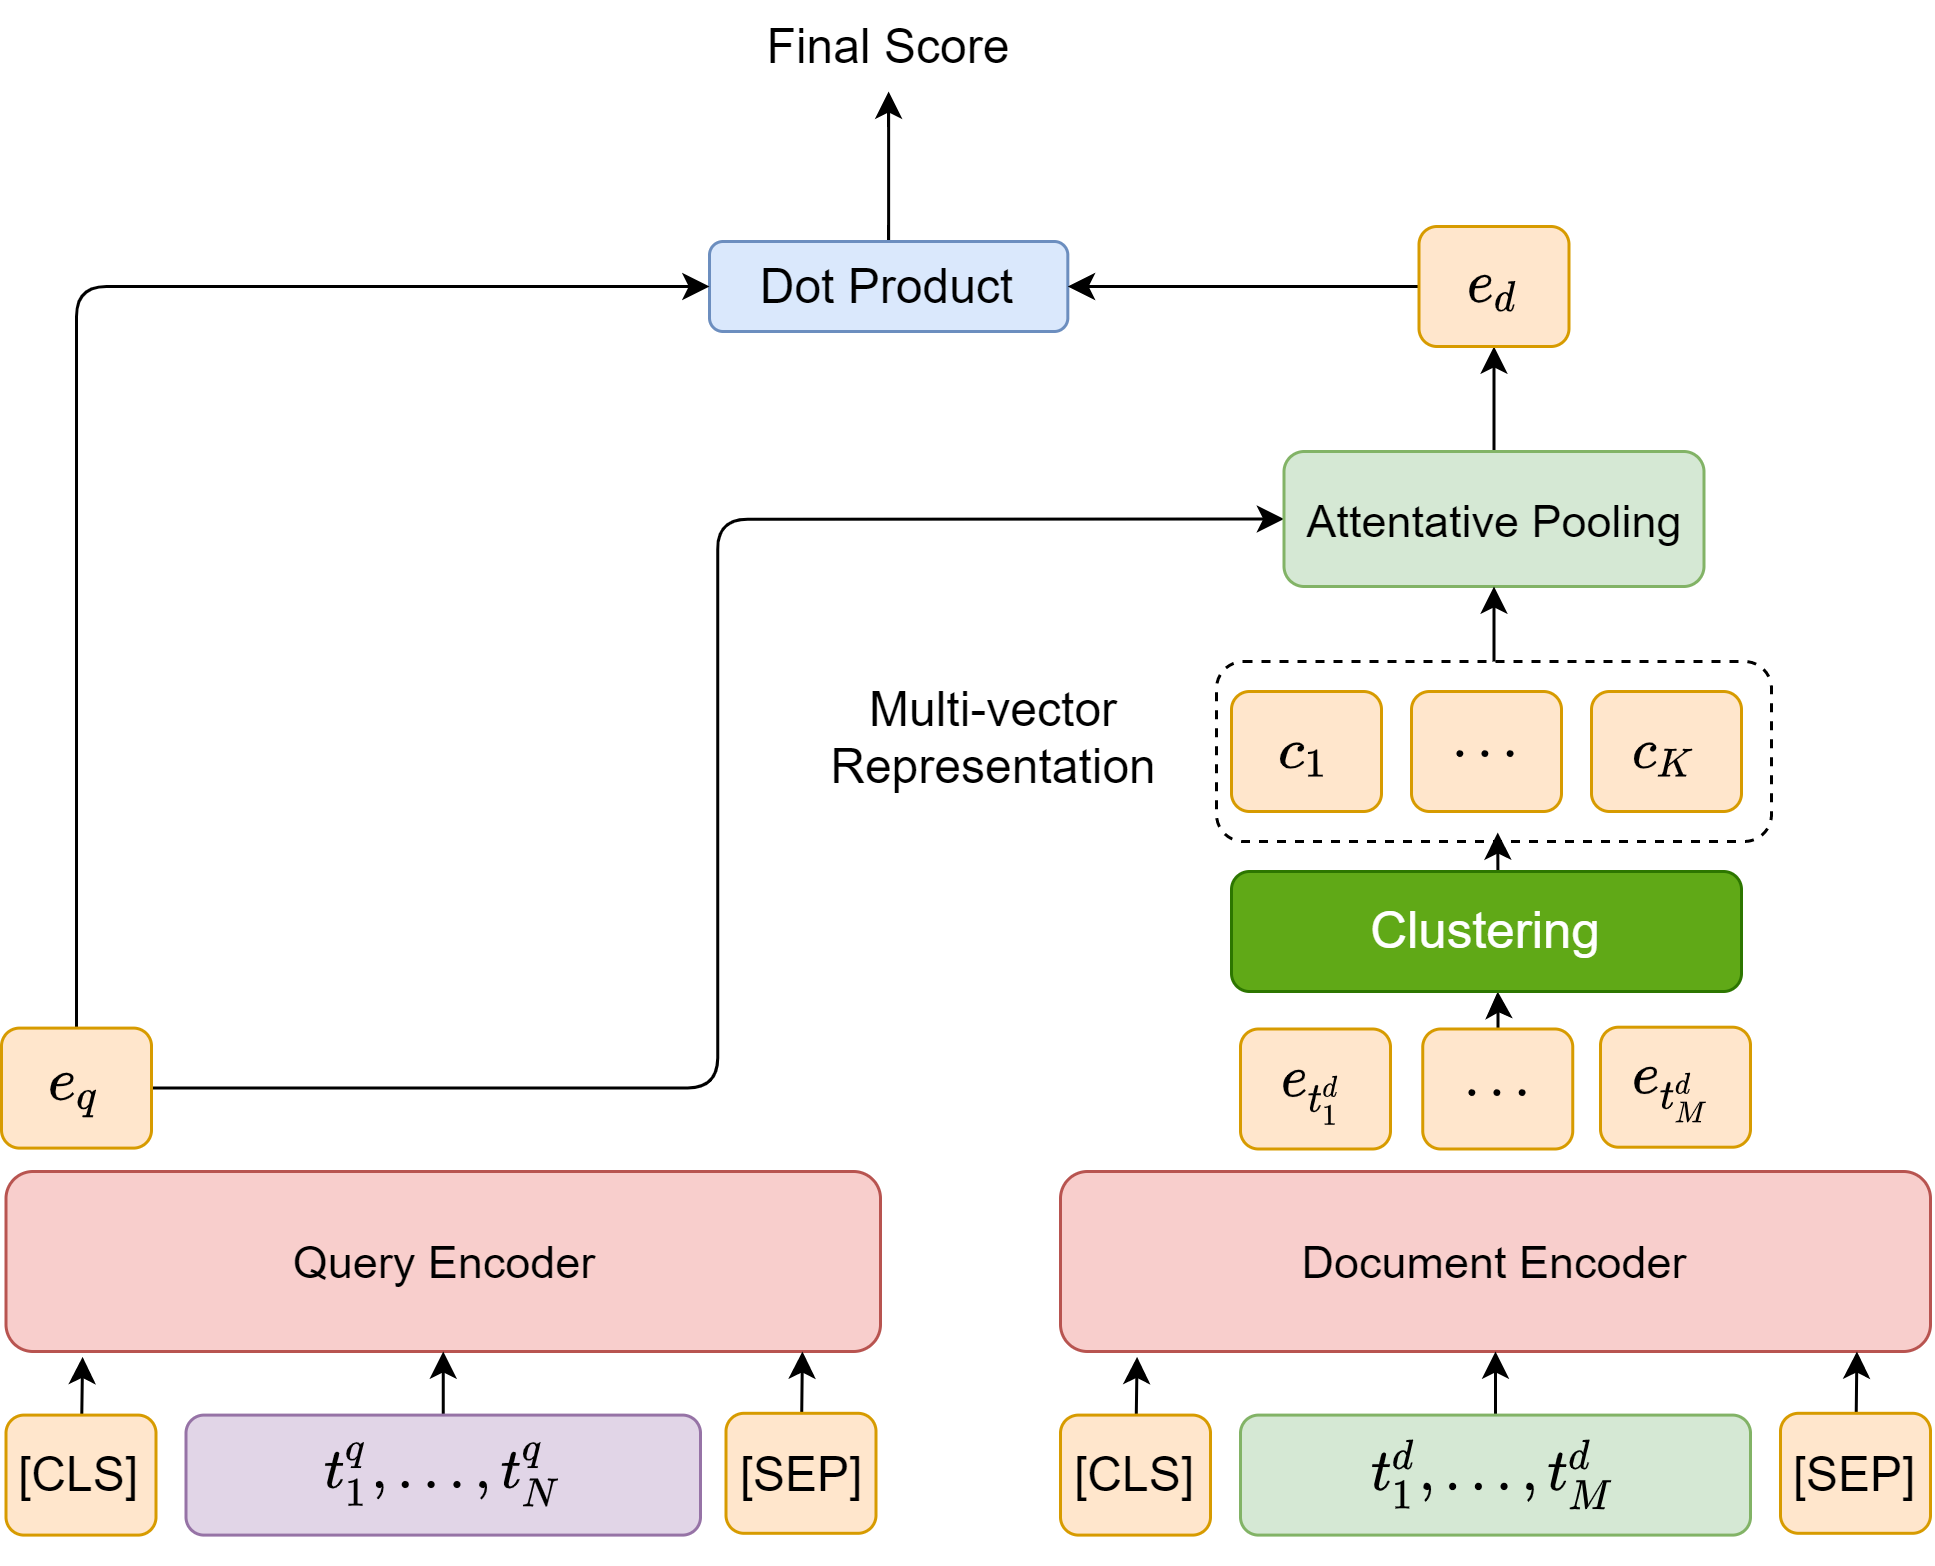 Final Score
Dot Product
$e_d$
Attentative Pooling
Multi-vector
Representation
$c_1$ $\cdots$ $c_K$
Clustering
$e_q$ $e_{t_1^d}$ $\cdots$ $e_{t_M^d}$
Query Encoder Document Encoder
[CLS] $t_1^q, \ldots, t_N^q$ [SEP] [CLS] $t_1^d, \ldots, t_M^d$ [SEP]